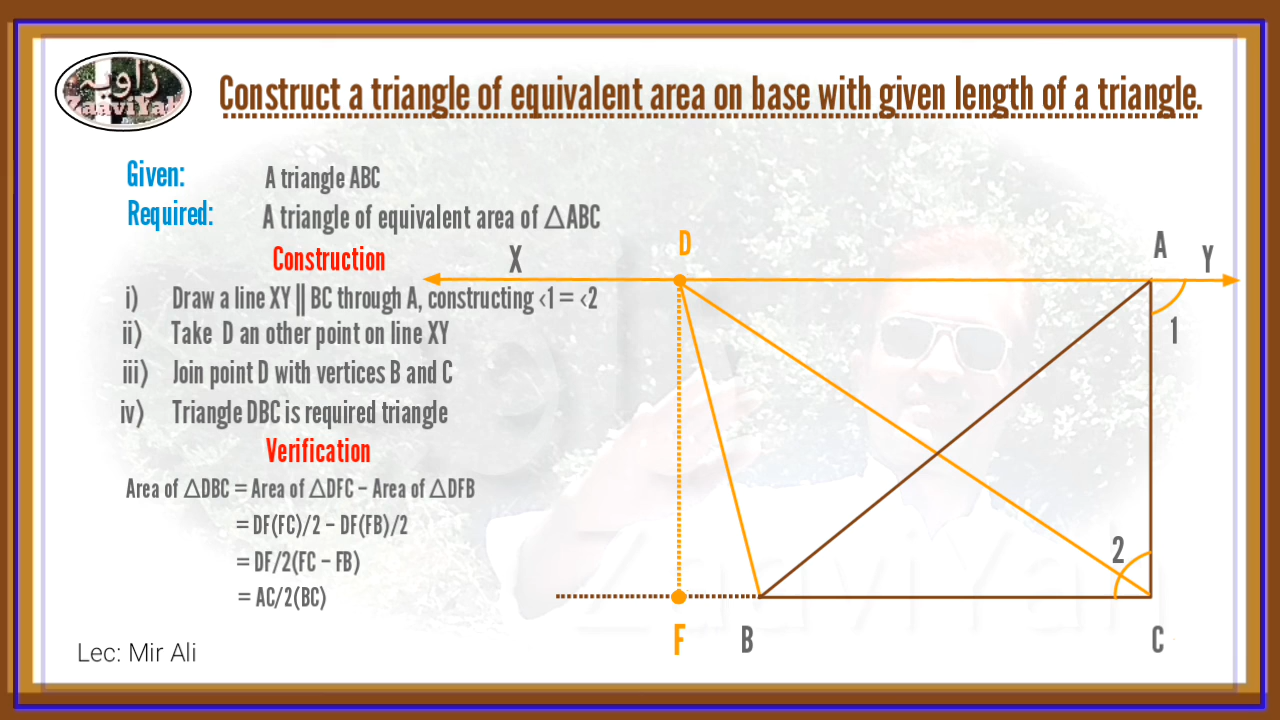 زاویہ
ZaaviYah
Construct a triangle of equivalent area on base with given length of a triangle.
Given: A triangle ABC
Required: A triangle of equivalent area of △ABC
Construction
i) Draw a line XY || BC through A, constructing ‹1 = ‹2
ii) Take D an other point on line XY
iii) Join point D with vertices B and C
iv) Triangle DBC is required triangle
Verification
Area of △DBC = Area of △DFC – Area of △DFB
= DF(FC)/2 – DF(FB)/2
= DF/2(FC – FB)
= AC/2(BC)
Lec: Mir Ali
X
D
A
Y
1
2
F
B
C
ZaaviYah